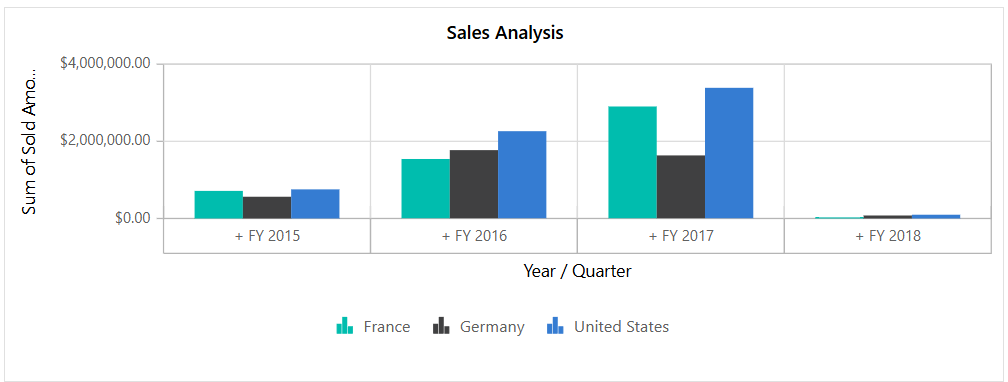 Sales Analysis
Sum of Sold Amo...
$4,000,000.00
$2,000,000.00
$0.00
+ FY 2015
+ FY 2016
+ FY 2017
+ FY 2018
Year / Quarter
France
Germany
United States